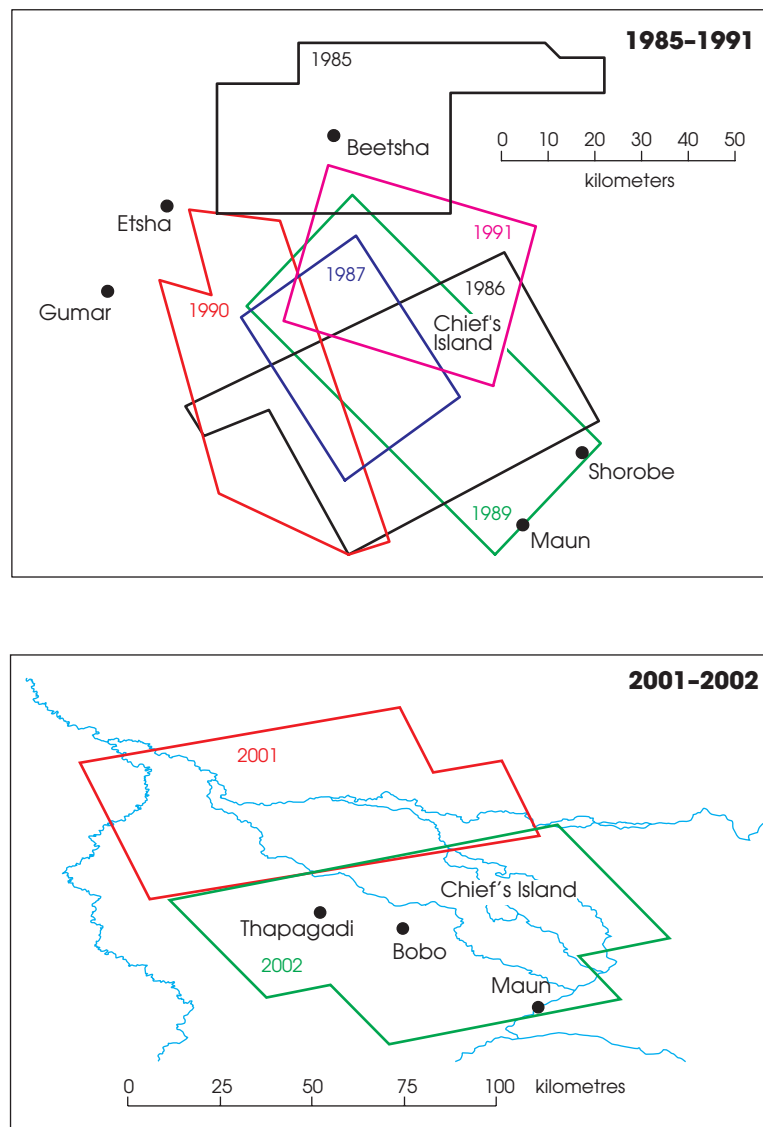 1985–1991
1985
Beetsha
0 10 20 30 40 50
kilometers
Etsha
1991
1987
1986
Gumar
1990
Chief's
Island
Shorobe
1989
Maun
2001–2002
2001
Chief's Island
Thapagadi
Bobo
2002
Maun
0 25 50 75 100 kilometres